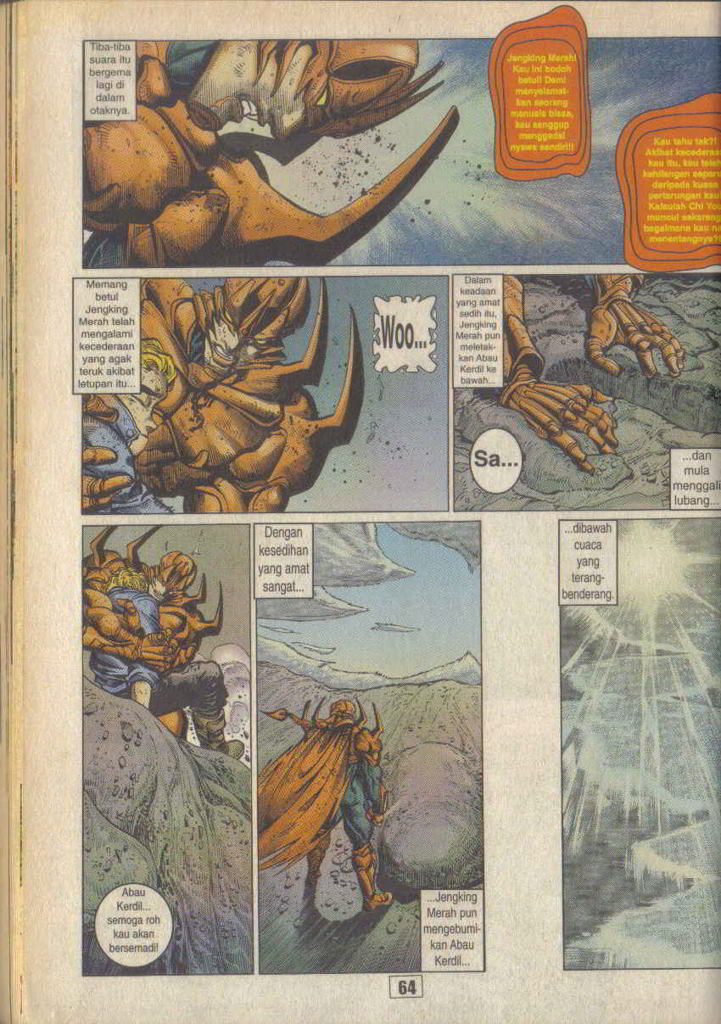 Tiba-tiba
suara itu
bergema
lagi di
dalam
otaknya.
Jengking Merah!
Kau ini bodoh
betul! Demi
menyelamat-
kan seorang
manusia biasa,
kau sanggup
menggadai
nyawa sendiri!!
Kau tahu tak?!
Akibat kecederaan
kau itu, kau telah
kehilangan separuh
daripada kuasa
pertarungan kau
Kalaulah Chi You
muncul sekarang
bagaimana kau
menentangnya??
Memang
betul
Jengking
Merah telah
mengalami
kecederaan
yang agak
teruk akibat
letupan itu...
Woo...
Dalam
keadaan
yang amat
sedih itu,
Jengking
Merah pun
meletak-
kan Abau
Kerdil ke
bawah...
Sa...
...dan
mula
menggali
lubang...
Abau
Kerdil...
semoga roh
kau akan
bersemadi!
Dengan
kesedihan
yang amat
sangat...
...Jengking
Merah pun
mengebumi-
kan Abau
Kerdil...
...dibawah
cuaca
yang
terang-
benderang.
64